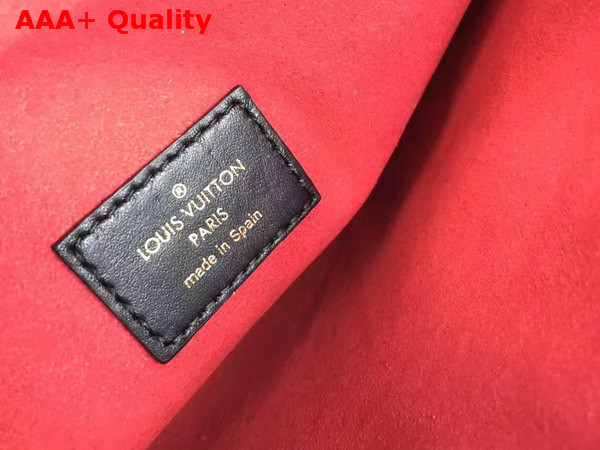 AAA+ Quality
®
LOUIS VUITTON
PARIS
made in Spain